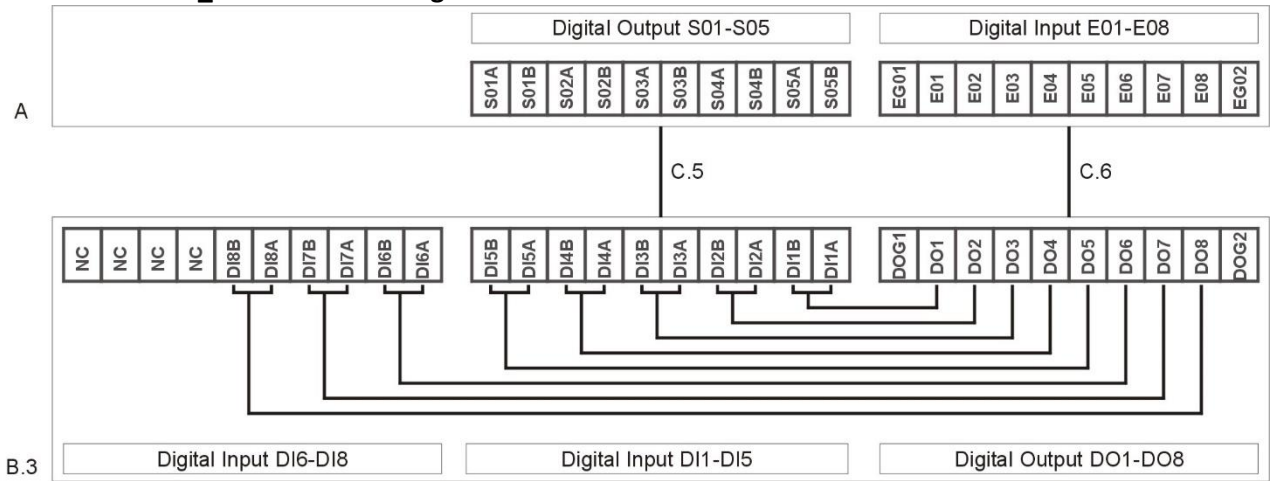 Digital Output S01-S05 Digital Input E01-E08
S01A S01B S02A S02B S03A S03B S04A S04B S05A S05B EG01 E01 E02 E03 E04 E05 E06 E07 E08 EG02
A
C.5 C.6
NC NC NC NC DI8B DI8A DI7B DI7A DI6B DI6A DI5B DI5A DI4B DI4A DI3B DI3A DI2B DI2A DI1B DI1A DOG1 DO1 DO2 DO3 DO4 DO5 DO6 DO7 DO8 DOG2
B.3 Digital Input DI6-DI8 Digital Input DI1-DI5 Digital Output DO1-DO8